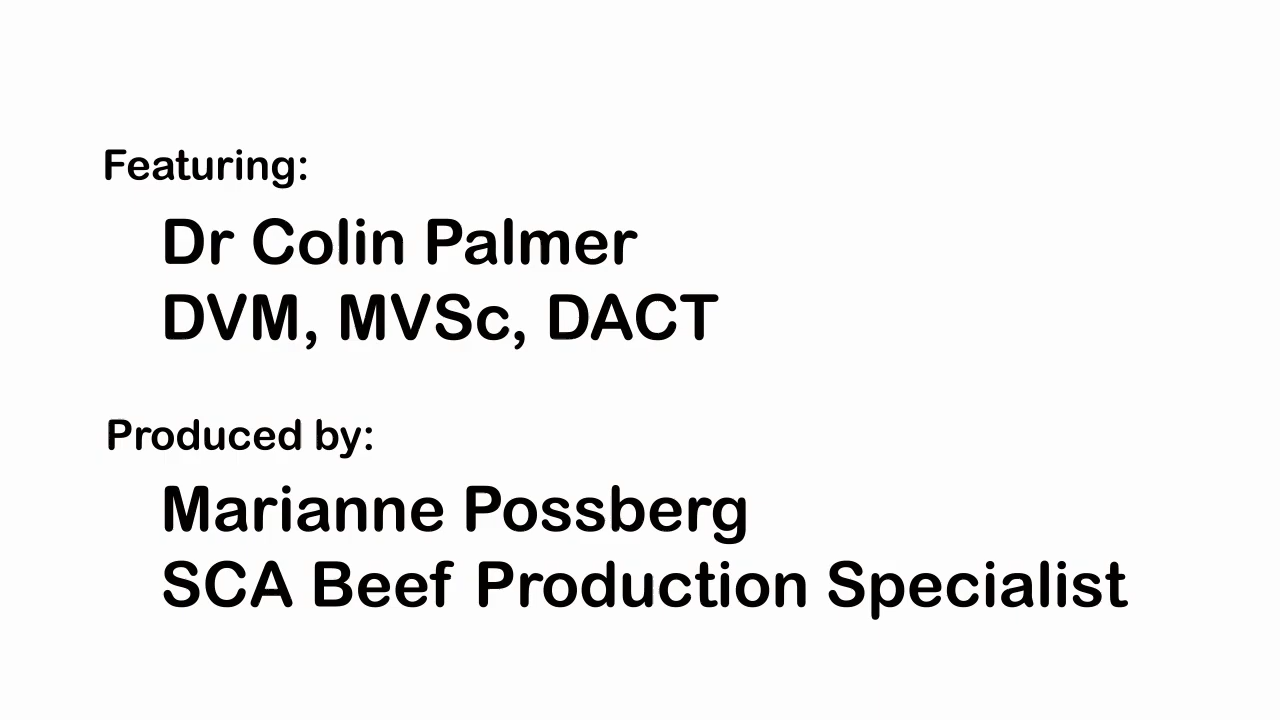 Featuring:
Dr Colin Palmer
DVM, MVSc, DACT
Produced by:
Marianne Possberg
SCA Beef Production Specialist